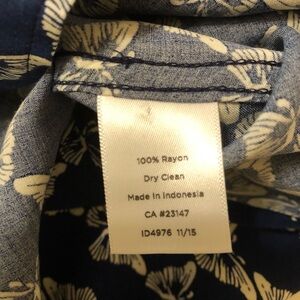 100% Rayon
Dry Clean
Made in Indonesia
CA #23147
ID4976 11/15